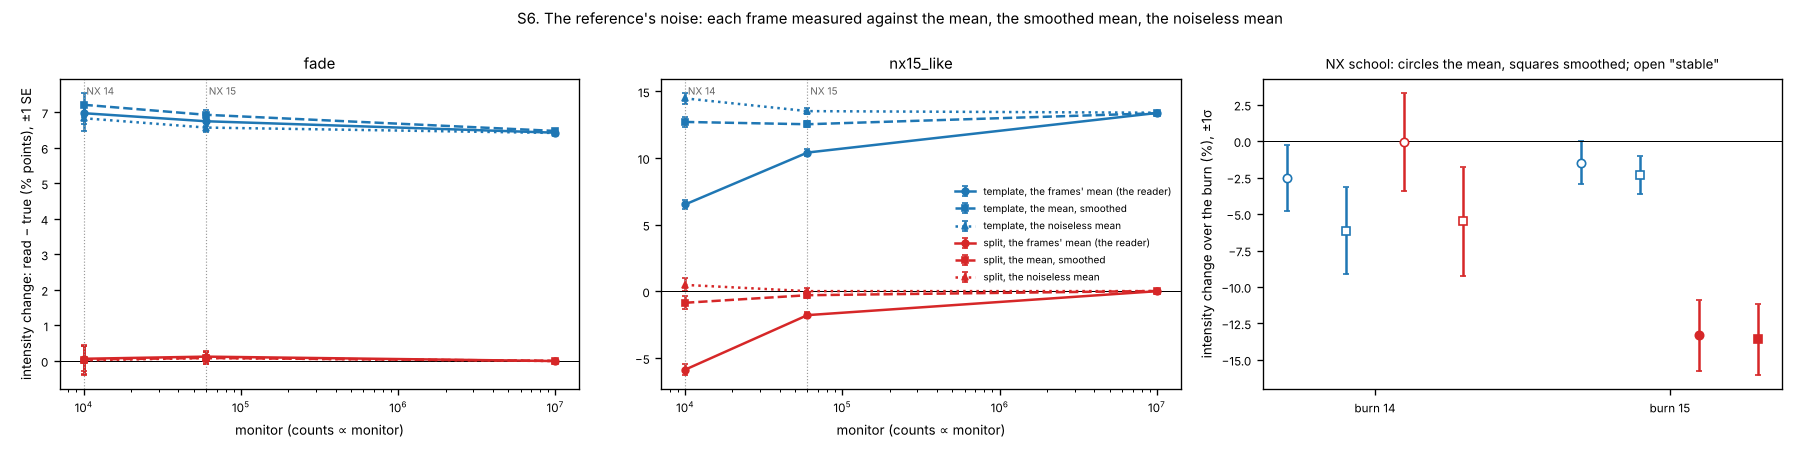 S6. The reference's noise: each frame measured against the mean, the smoothed mean, the noiseless mean
fade
intensity change: read − true (% points), ±1 SE
7
6
5
4
3
2
1
0
NX 14
NX 15
10⁴
10⁵
10⁶
10⁷
monitor (counts ∝ monitor)
nx15_like
15
10
5
0
−5
NX 14
NX 15
template, the frames' mean (the reader)
template, the mean, smoothed
template, the noiseless mean
split, the frames' mean (the reader)
split, the mean, smoothed
split, the noiseless mean
10⁴
10⁵
10⁶
10⁷
monitor (counts ∝ monitor)
NX school: circles the mean, squares smoothed; open "stable"
intensity change over the burn (%), ±1σ
2.5
0.0
−2.5
−5.0
−7.5
−10.0
−12.5
−15.0
burn 14
burn 15